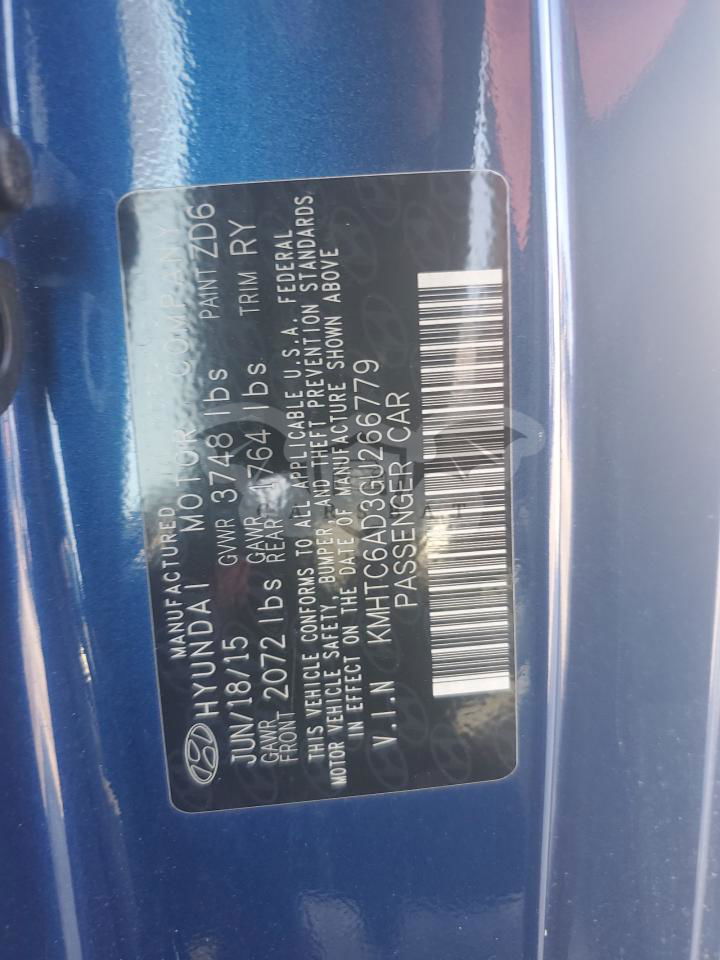 MANUFACTURED
HYUNDAI MOTOR COMPANY
JUN/18/15 GVWR 3748 lbs PAINT ZD6
GAWR FRONT 2072 lbs GAWR REAR 1764 lbs TRIM RY
THIS VEHICLE CONFORMS TO ALL APPLICABLE U.S.A. FEDERAL
MOTOR VEHICLE SAFETY, BUMPER, AND THEFT PREVENTION STANDARDS
IN EFFECT ON THE DATE OF MANUFACTURE SHOWN ABOVE
V.I.N KMHTC6AD3GU266779
PASSENGER CAR